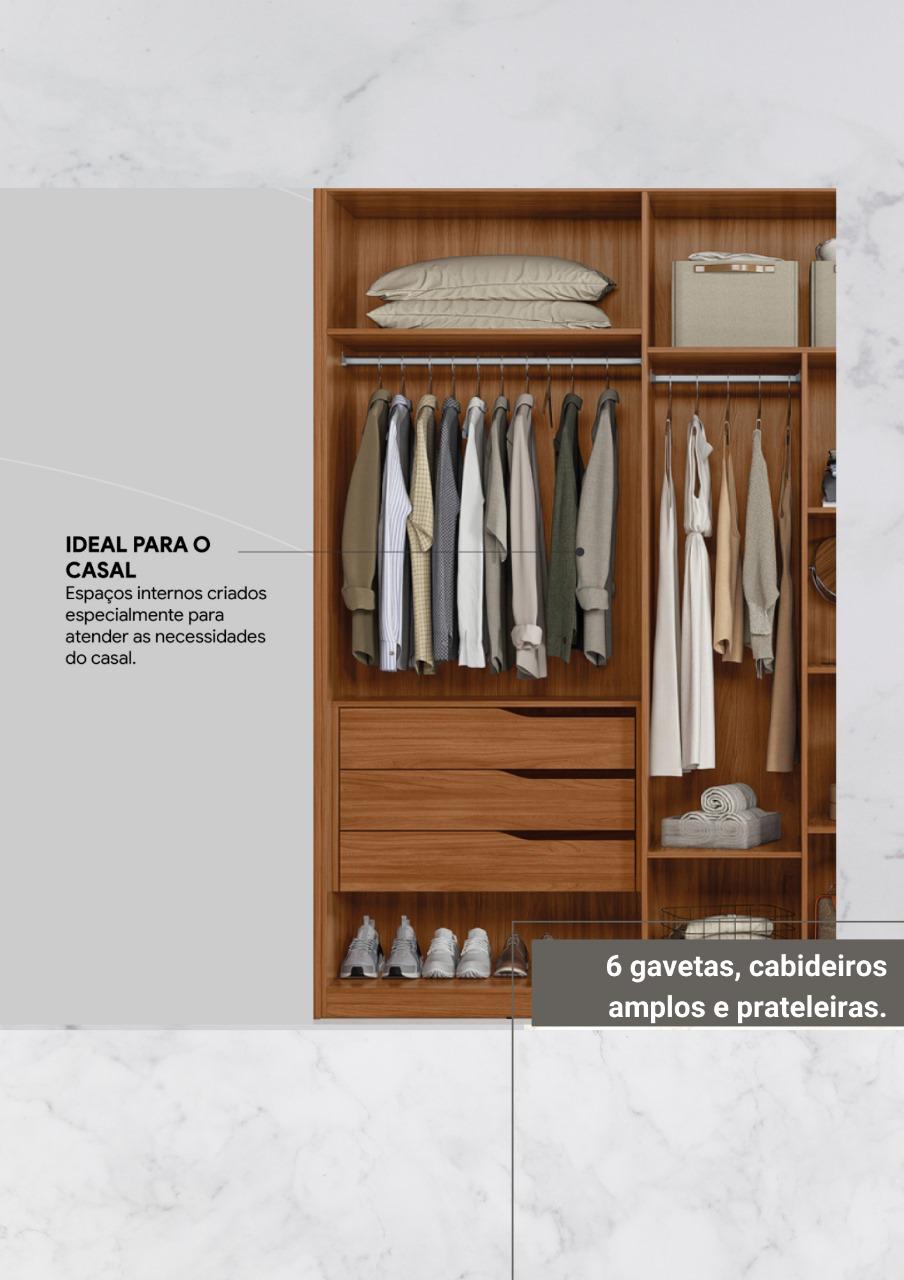 IDEAL PARA O
CASAL
Espaços internos criados
especialmente para
atender as necessidades
do casal.
6 gavetas, cabideiros
amplos e prateleiras.